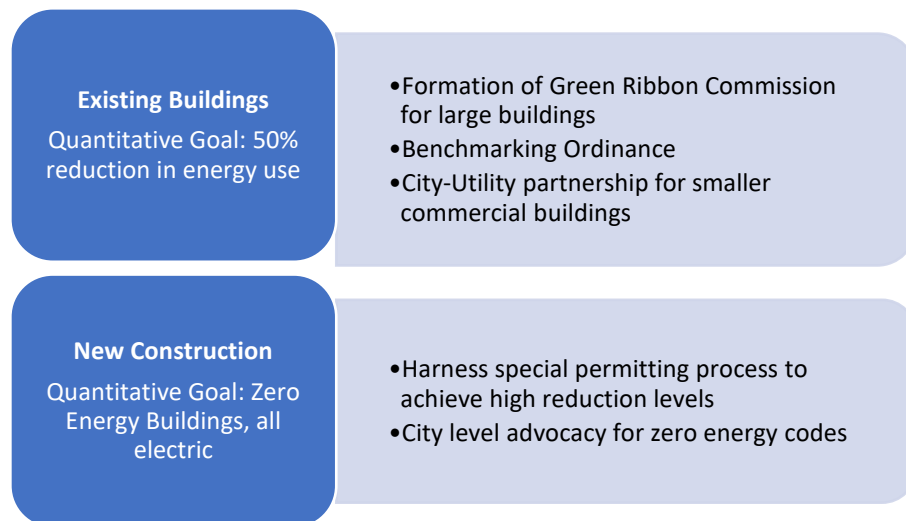 Existing Buildings
Quantitative Goal: 50%
reduction in energy use
•Formation of Green Ribbon Commission
for large buildings
•Benchmarking Ordinance
•City-Utility partnership for smaller
commercial buildings
New Construction
Quantitative Goal: Zero
Energy Buildings, all
electric
•Harness special permitting process to
achieve high reduction levels
•City level advocacy for zero energy codes